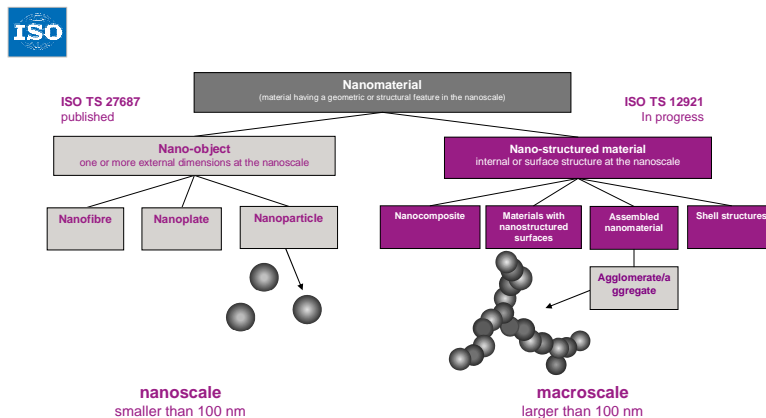 ISO
Nanomaterial
(material having a geometric or structural feature in the nanoscale)
ISO TS 27687
published
ISO TS 12921
In progress
Nano-object
one or more external dimensions at the nanoscale
Nano-structured material
internal or surface structure at the nanoscale
Nanofibre
Nanoplate
Nanoparticle
Nanocomposite
Materials with
nanostructured
surfaces
Assembled
nanomaterial
Shell structures
Agglomerate/a
ggregate
nanoscale
smaller than 100 nm
macroscale
larger than 100 nm